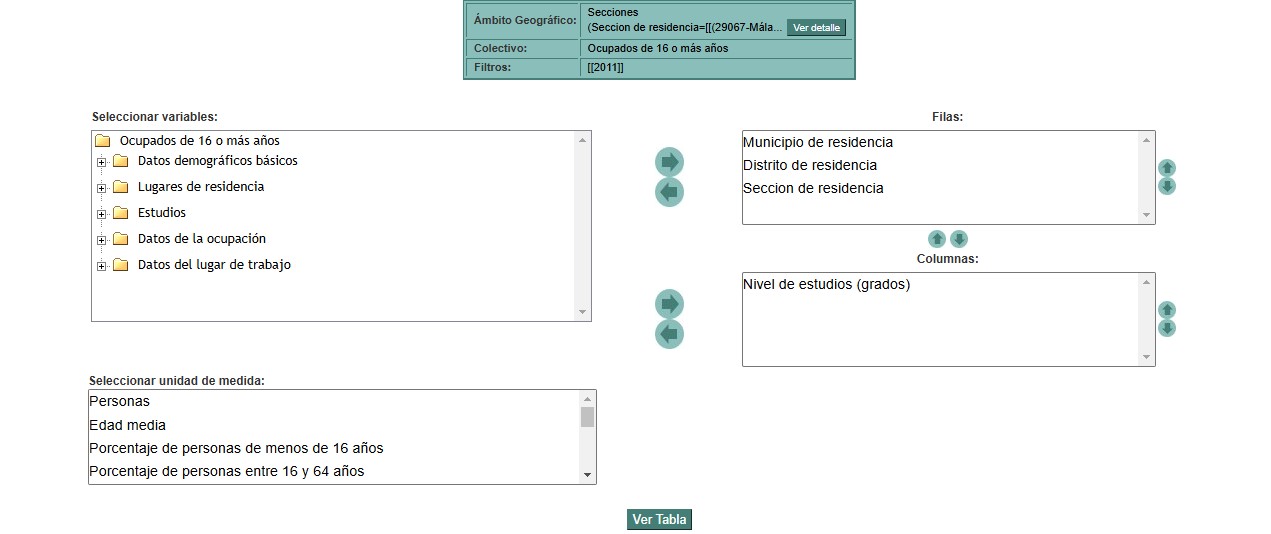 Ámbito Geográfico:
Secciones
(Seccion de residencia=[[(29067-Mála...
Ver detalle
Colectivo:
Ocupados de 16 o más años
Filtros:
[[2011]]
Seleccionar variables:
Ocupados de 16 o más años
Datos demográficos básicos
Lugares de residencia
Estudios
Datos de la ocupación
Datos del lugar de trabajo
Filas:
Municipio de residencia
Distrito de residencia
Seccion de residencia
Columnas:
Nivel de estudios (grados)
Seleccionar unidad de medida:
Personas
Edad media
Porcentaje de personas de menos de 16 años
Porcentaje de personas entre 16 y 64 años
Ver Tabla